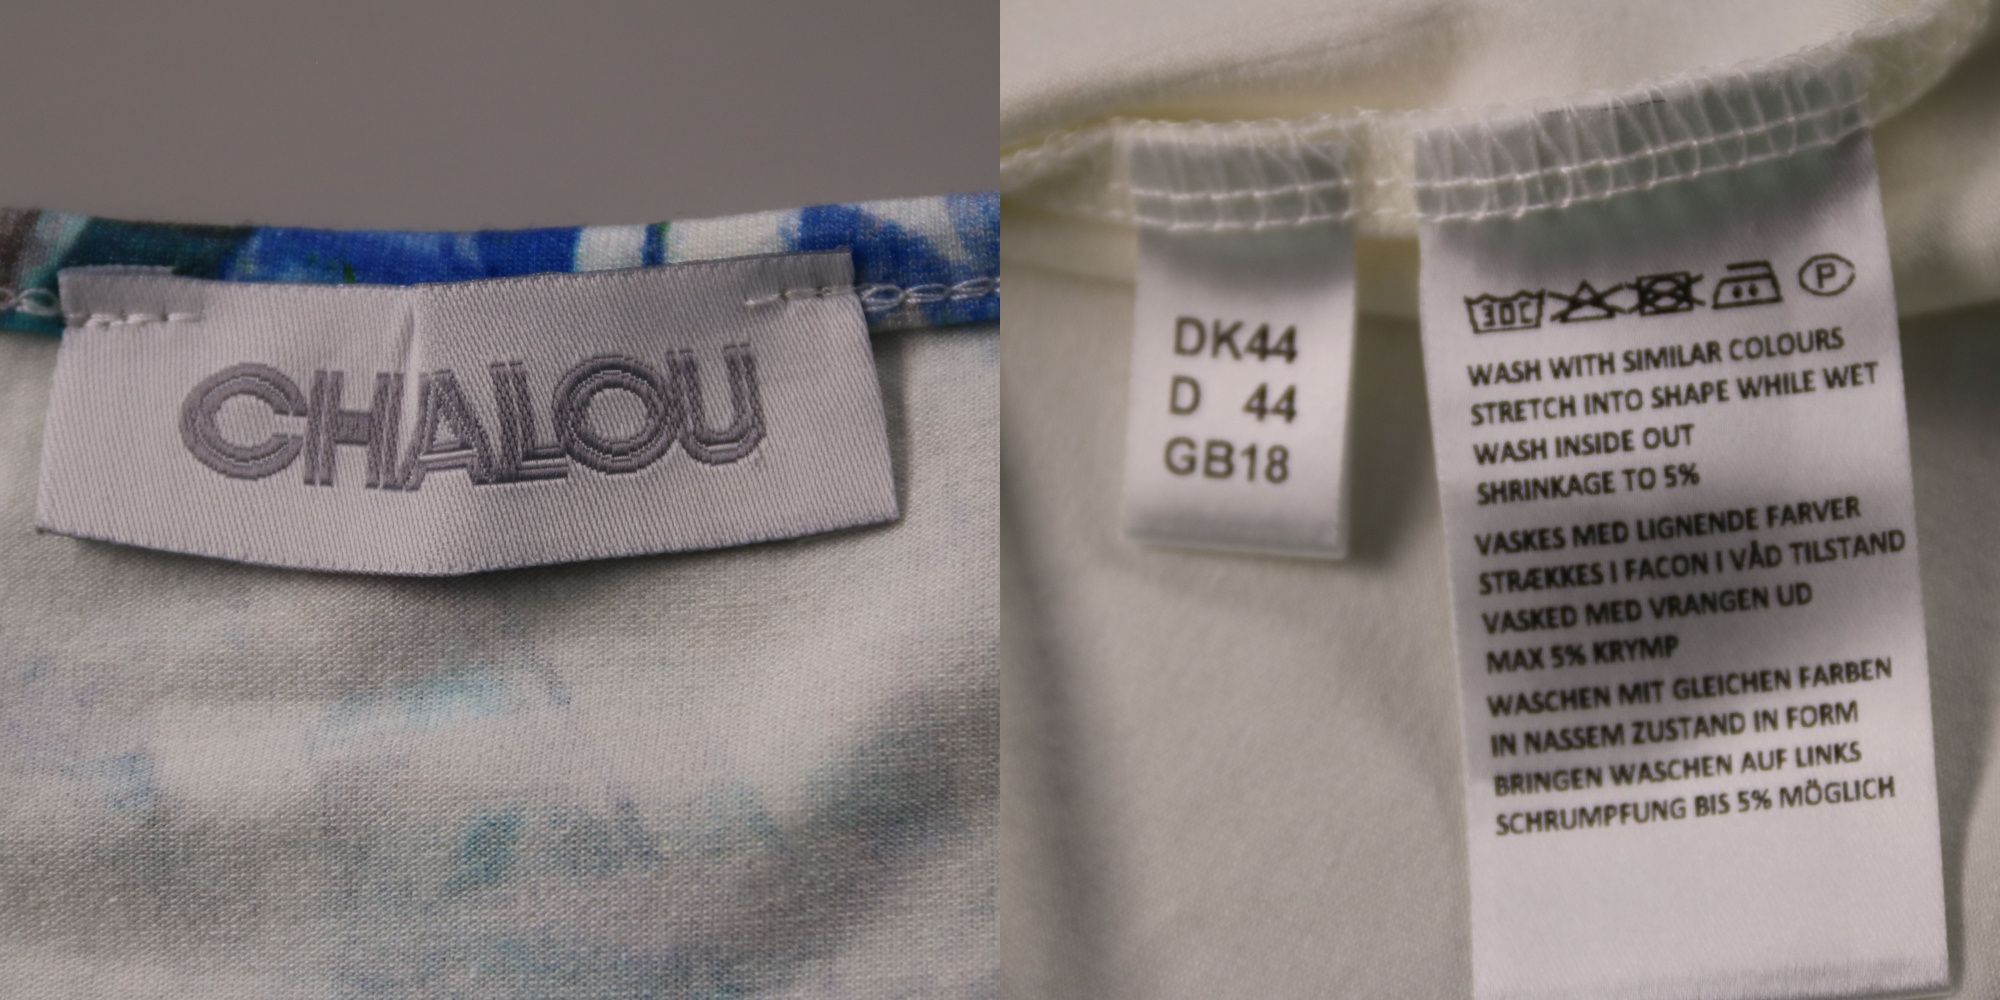 CHALOU
DK44
D 44
GB18
30C
P
WASH WITH SIMILAR COLOURS
STRETCH INTO SHAPE WHILE WET
WASH INSIDE OUT
SHRINKAGE TO 5%
VASKES MED LIGNENDE FARVER
STRÆKKES I FACON I VÅD TILSTAND
VASKED MED VRANGEN UD
MAX 5% KRYMP
WASCHEN MIT GLEICHEN FARBEN
IN NASSEM ZUSTAND IN FORM
BRINGEN WASCHEN AUF LINKS
SCHRUMPFUNG BIS 5% MÖGLICH